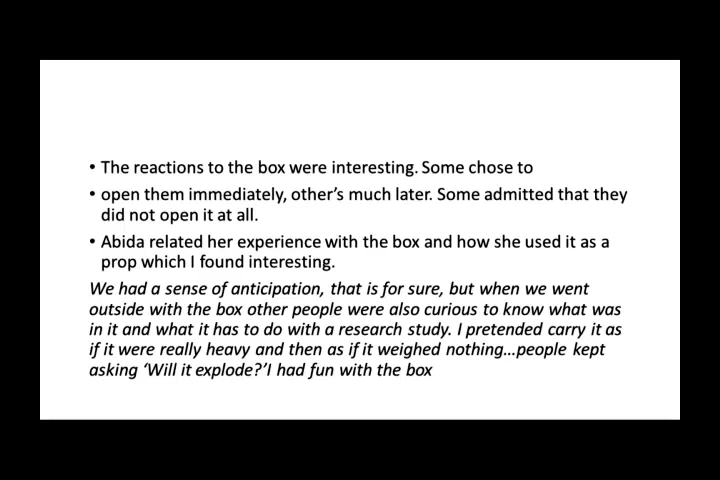 • The reactions to the box were interesting. Some chose to
• open them immediately, other's much later. Some admitted that they
did not open it at all.
• Abida related her experience with the box and how she used it as a
prop which I found interesting.
We had a sense of anticipation, that is for sure, but when we went
outside with the box other people were also curious to know what was
in it and what it has to do with a research study. I pretended carry it as
if it were really heavy and then as if it weighed nothing...people kept
asking 'Will it explode?'I had fun with the box